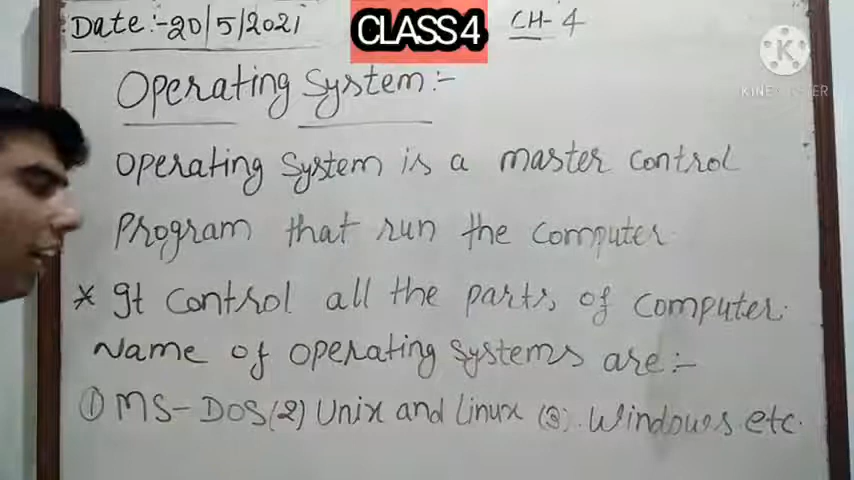 Date:-20/5/2021
CLASS 4
CH-4
KINEMASTER
Operating System:-
Operating System is a master control
Program that run the computer
* It control all the parts of computer.
Name of operating systems are:-
① MS-DOS (2) Unix and Linux (3). Windows etc.